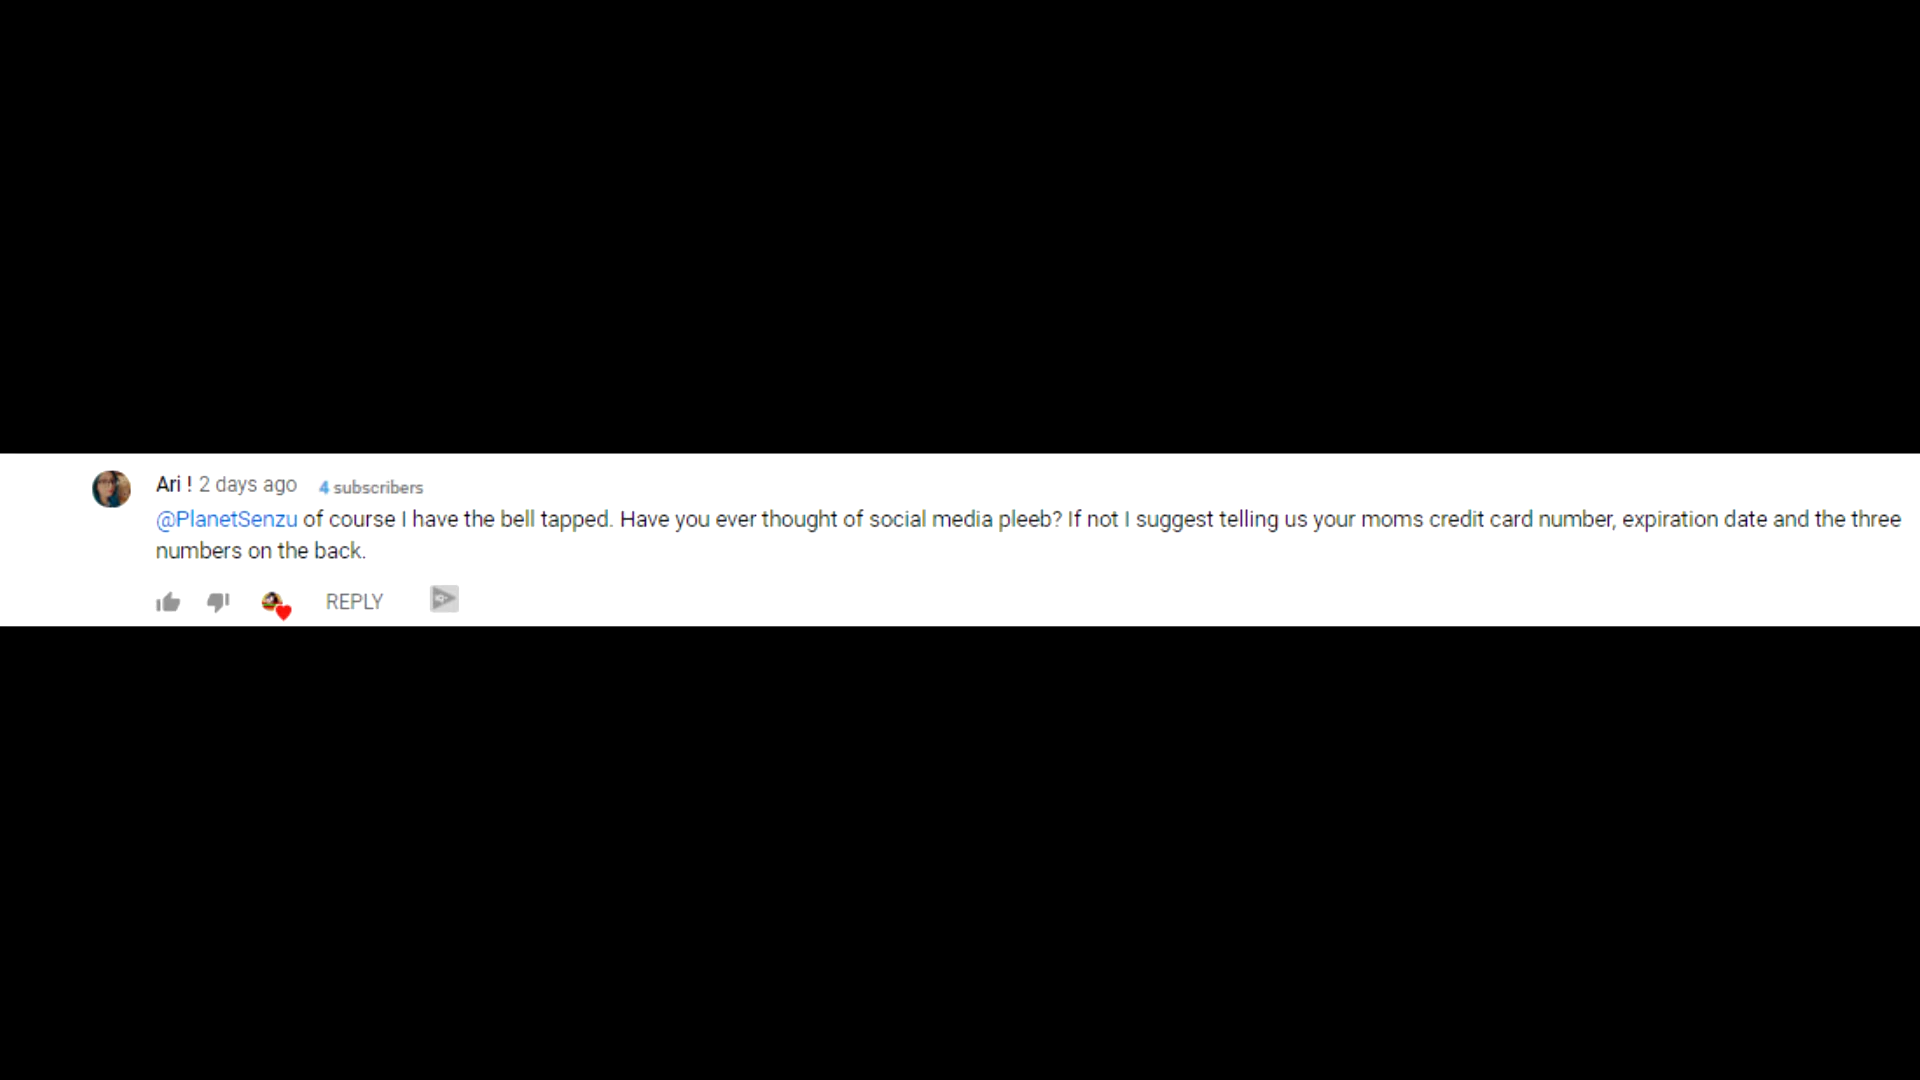 Ari ! 2 days ago 4 subscribers
@PlanetSenzu of course I have the bell tapped. Have you ever thought of social media pleeb? If not I suggest telling us your moms credit card number, expiration date and the three
numbers on the back.
REPLY